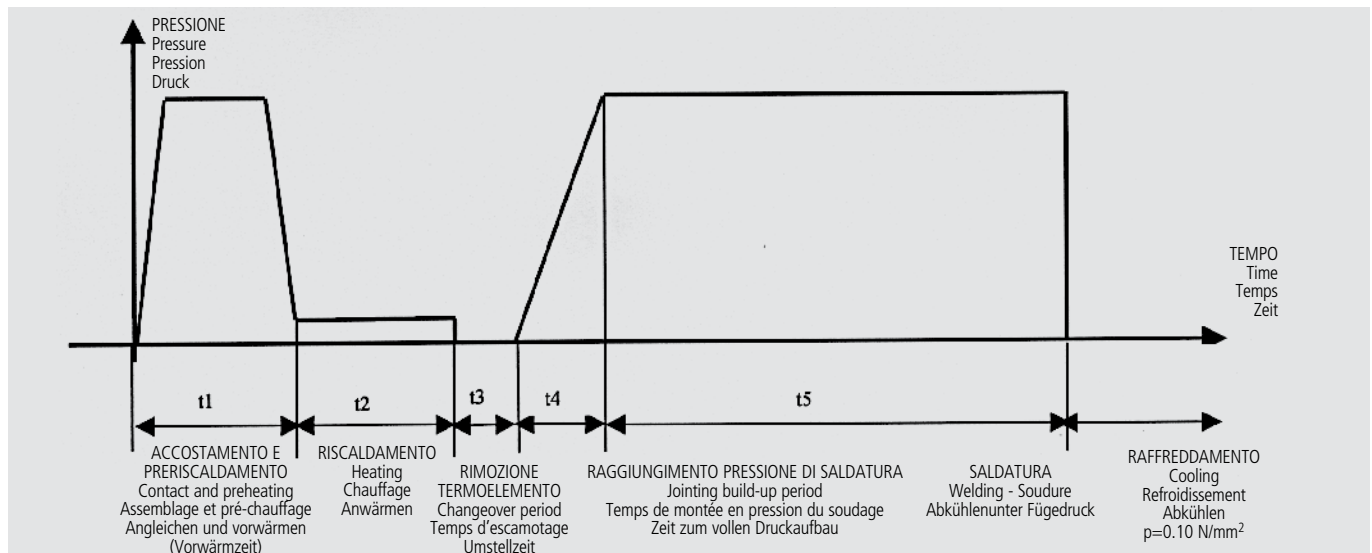 PRESSIONE
Pressure
Pression
Druck
TEMPO
Time
Temps
Zeit
t1
t2
t3
t4
t5
ACCOSTAMENTO E
PRERISCALDAMENTO
Contact and preheating
Assemblage et pré-chauffage
Angleichen und vorwärmen
(Vorwärmzeit)
RISCALDAMENTO
Heating
Chauffage
Anwärmen
RIMOZIONE
TERMOELEMENTO
Changeover period
Temps d'escamotage
Umstellzeit
RAGGIUNGIMENTO PRESSIONE DI SALDATURA
Jointing build-up period
Temps de montée en pression du soudage
Zeit zum vollen Druckaufbau
SALDATURA
Welding - Soudure
Abkühlenunter Fügedruck
RAFFREDDAMENTO
Cooling
Refroidissement
Abkühlen
p=0.10 N/mm²